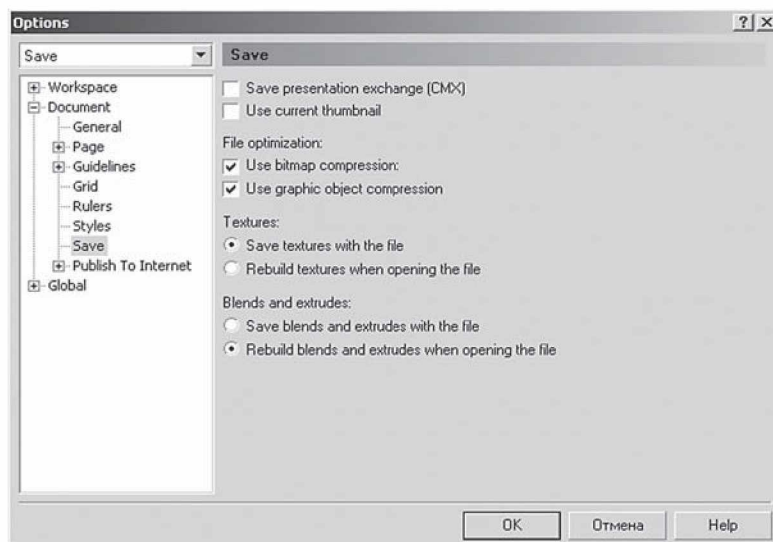 Options
Save
Workspace
Document
General
Page
Guidelines
Grid
Rulers
Styles
Save
Publish To Internet
Global
Save
Save presentation exchange (CMX)
Use current thumbnail
File optimization:
Use bitmap compression:
Use graphic object compression
Textures:
Save textures with the file
Rebuild textures when opening the file
Blends and extrudes:
Save blends and extrudes with the file
Rebuild blends and extrudes when opening the file
OK
Отмена
Help